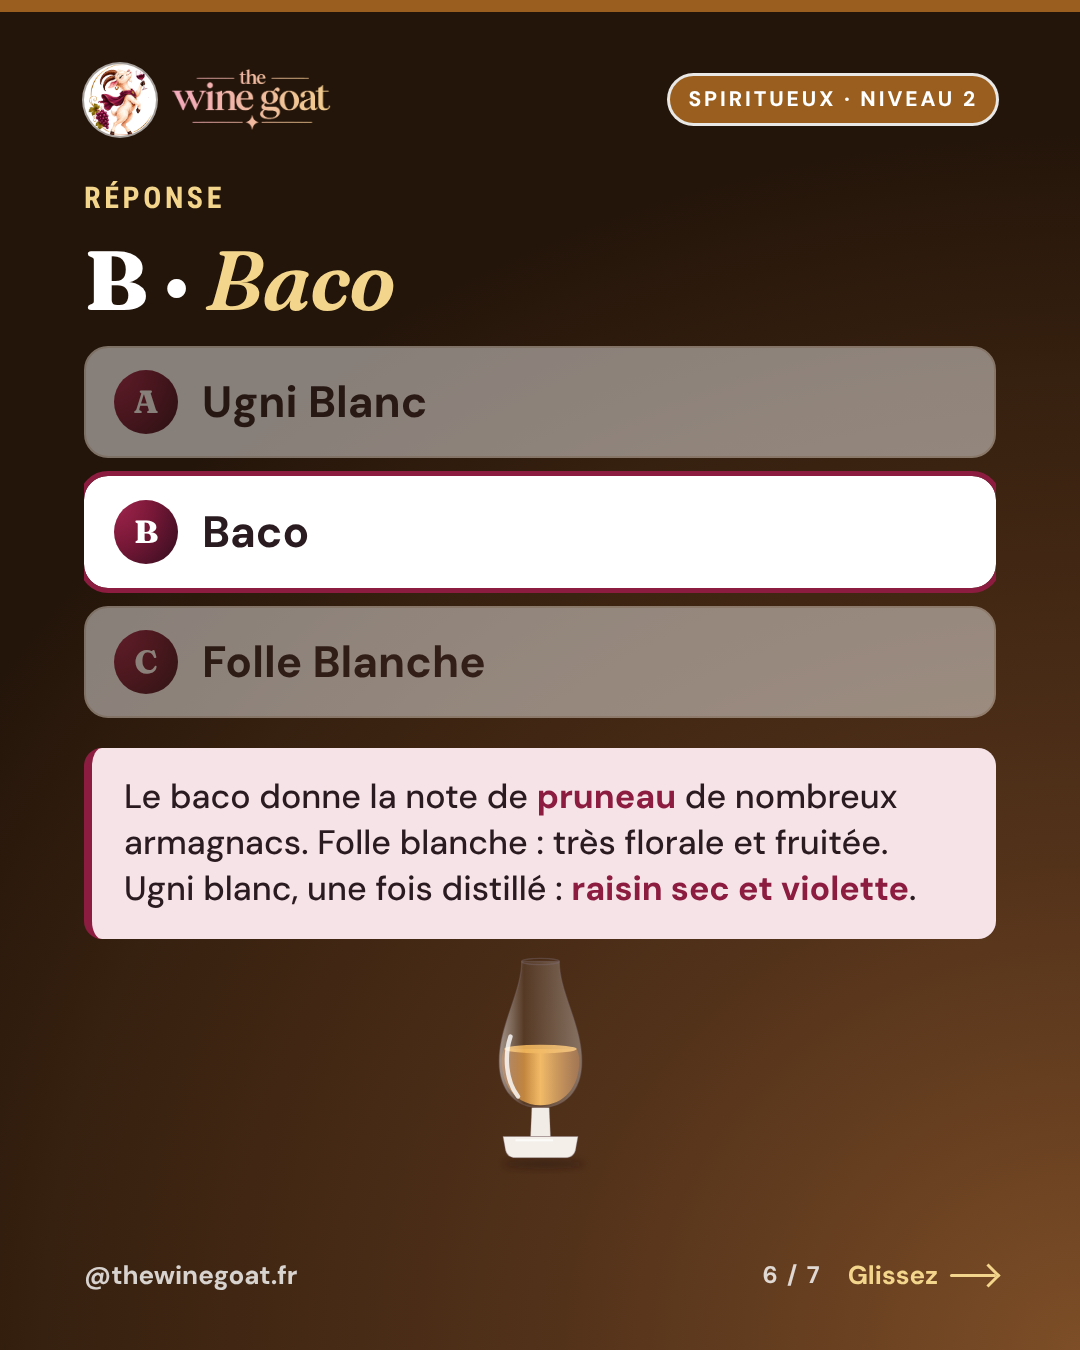 the
wine goat
SPIRITUEUX · NIVEAU 2
RÉPONSE
B • Baco
A Ugni Blanc
B Baco
C Folle Blanche
Le baco donne la note de pruneau de nombreux
armagnacs. Folle blanche : très florale et fruitée.
Ugni blanc, une fois distillé : raisin sec et violette.
@thewinegoat.fr
6 / 7 Glissez